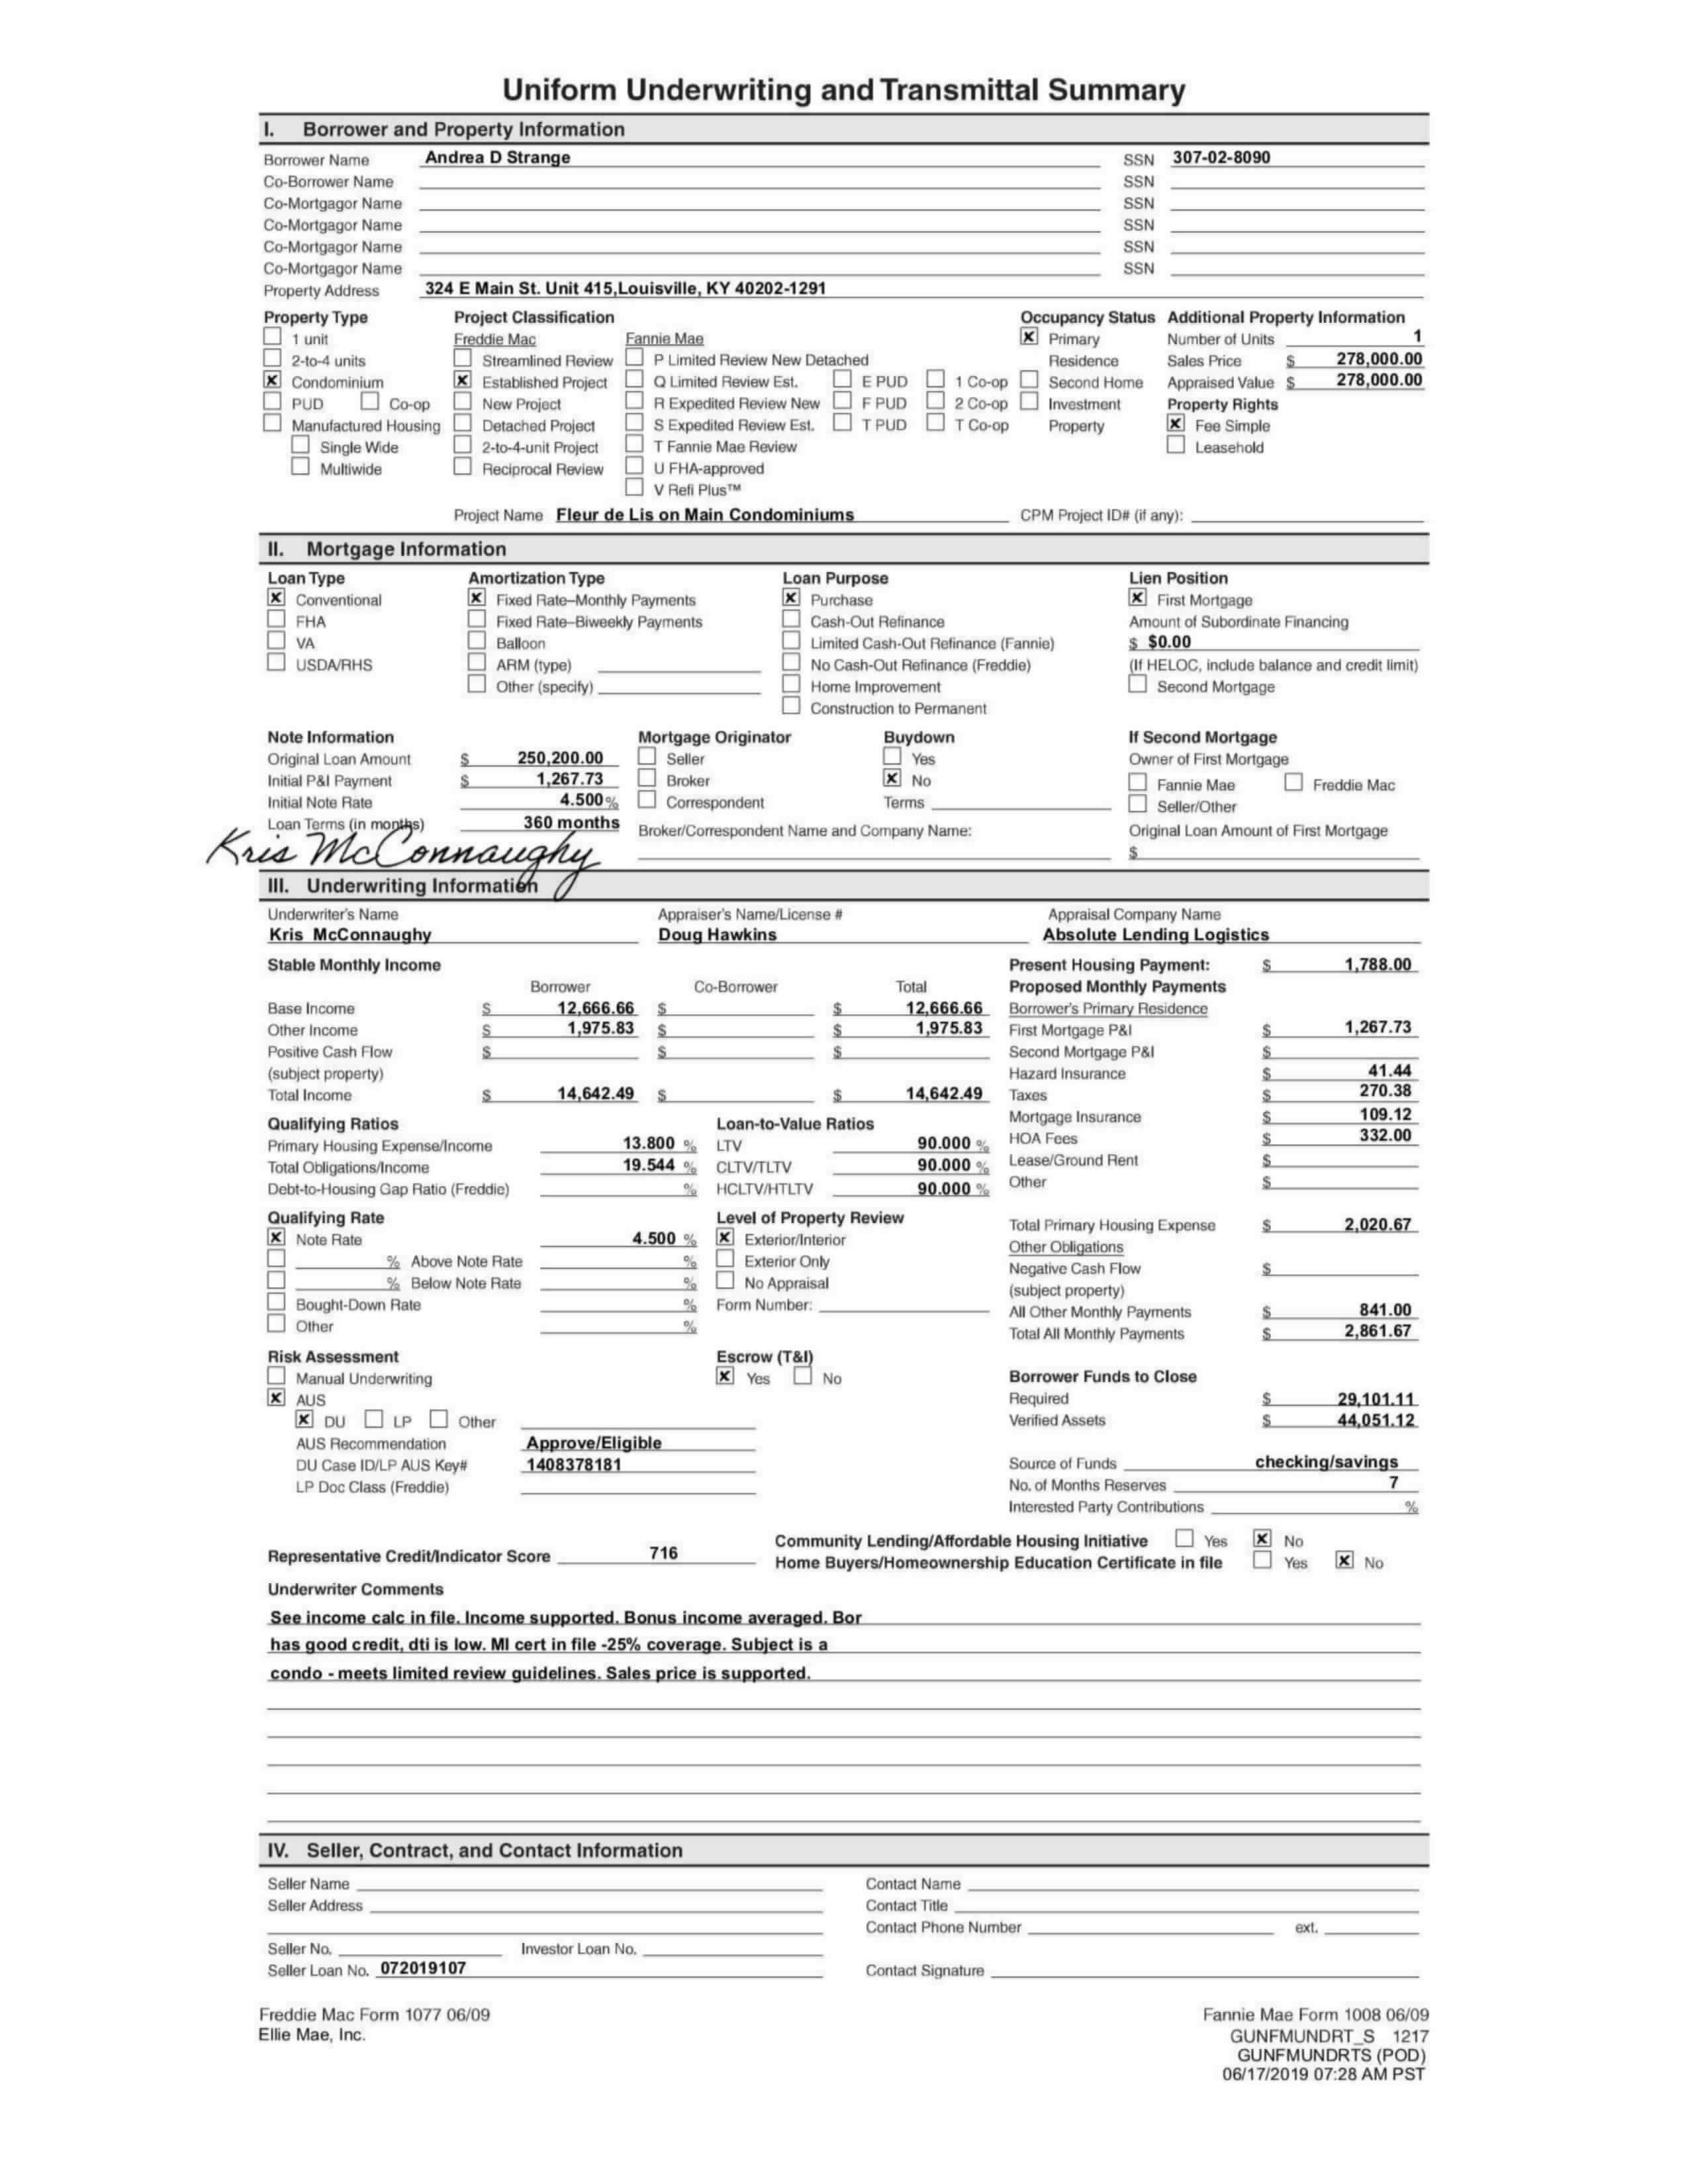 Uniform Underwriting and Transmittal Summary
I. Borrower and Property Information
Borrower Name Andrea D Strange SSN 307-02-8090
Co-Borrower Name SSN
Co-Mortgagor Name SSN
Co-Mortgagor Name SSN
Co-Mortgagor Name SSN
Co-Mortgagor Name SSN
Property Address 324 E Main St. Unit 415,Louisville, KY 40202-1291
Property Type Project Classification Occupancy Status Additional Property Information
1 unit Freddie Mac Fannie Mae Primary Number of Units 1
2-to-4 units Streamlined Review P Limited Review New Detached Residence Sales Price $ 278,000.00
Condominium Established Project Q Limited Review Est. E PUD 1 Co-op Second Home Appraised Value $ 278,000.00
PUD Co-op New Project R Expedited Review New F PUD 2 Co-op Investment Property Rights
Manufactured Housing Detached Project S Expedited Review Est. T PUD T Co-op Property Fee Simple
Single Wide 2-to-4-unit Project T Fannie Mae Review Leasehold
Multiwide Reciprocal Review U FHA-approved
V Refi Plus™
Project Name Fleur de Lis on Main Condominiums CPM Project ID# (if any):
II. Mortgage Information
Loan Type Amortization Type Loan Purpose Lien Position
Conventional Fixed Rate–Monthly Payments Purchase First Mortgage
FHA Fixed Rate–Biweekly Payments Cash-Out Refinance Amount of Subordinate Financing
VA Balloon Limited Cash-Out Refinance (Fannie) $ $0.00
USDA/RHS ARM (type) No Cash-Out Refinance (Freddie) (If HELOC, include balance and credit limit)
Other (specify) Home Improvement Second Mortgage
Construction to Permanent
Note Information Mortgage Originator Buydown If Second Mortgage
Original Loan Amount $ 250,200.00 Seller Yes Owner of First Mortgage
Initial P&I Payment $ 1,267.73 Broker No Fannie Mae Freddie Mac
Initial Note Rate 4.500 % Correspondent Terms Seller/Other
Loan Terms (in months) 360 months Broker/Correspondent Name and Company Name: Original Loan Amount of First Mortgage
Kris McConnaughy $
III. Underwriting Information
Underwriter's Name Appraiser's Name/License # Appraisal Company Name
Kris McConnaughy Doug Hawkins Absolute Lending Logistics
Stable Monthly Income Present Housing Payment: $ 1,788.00
Borrower Co-Borrower Total Proposed Monthly Payments
Base Income $ 12,666.66 $ $ 12,666.66 Borrower's Primary Residence
Other Income $ 1,975.83 $ $ 1,975.83 First Mortgage P&I $ 1,267.73
Positive Cash Flow $ $ $ Second Mortgage P&I $
(subject property) Hazard Insurance $ 41.44
Total Income $ 14,642.49 $ $ 14,642.49 Taxes $ 270.38
Qualifying Ratios Loan-to-Value Ratios Mortgage Insurance $ 109.12
Primary Housing Expense/Income 13.800 % LTV 90.000 % HOA Fees $ 332.00
Total Obligations/Income 19.544 % CLTV/TLTV 90.000 % Lease/Ground Rent $
Debt-to-Housing Gap Ratio (Freddie) % HCLTV/HTLTV 90.000 % Other $
Qualifying Rate Level of Property Review Total Primary Housing Expense $ 2,020.67
Note Rate 4.500 % Exterior/Interior Other Obligations
% Above Note Rate % Exterior Only Negative Cash Flow $
% Below Note Rate % No Appraisal (subject property)
Bought-Down Rate % Form Number: All Other Monthly Payments $ 841.00
Other % Total All Monthly Payments $ 2,861.67
Risk Assessment Escrow (T&I)
Manual Underwriting Yes No Borrower Funds to Close
AUS Required $ 29,101.11
DU LP Other Verified Assets $ 44,051.12
AUS Recommendation Approve/Eligible
DU Case ID/LP AUS Key# 1408378181 Source of Funds checking/savings
LP Doc Class (Freddie) No. of Months Reserves 7
Interested Party Contributions %
Community Lending/Affordable Housing Initiative Yes No
Representative Credit/Indicator Score 716 Home Buyers/Homeownership Education Certificate in file Yes No
Underwriter Comments
See income calc in file. Income supported. Bonus income averaged. Bor
has good credit, dti is low. MI cert in file -25% coverage. Subject is a
condo - meets limited review guidelines. Sales price is supported.
IV. Seller, Contract, and Contact Information
Seller Name Contact Name
Seller Address Contact Title
Contact Phone Number ext.
Seller No. Investor Loan No.
Seller Loan No. 072019107 Contact Signature
Freddie Mac Form 1077 06/09 Fannie Mae Form 1008 06/09
Ellie Mae, Inc. GUNFMUNDRT_S 1217
GUNFMUNDRTS (POD)
06/17/2019 07:28 AM PST